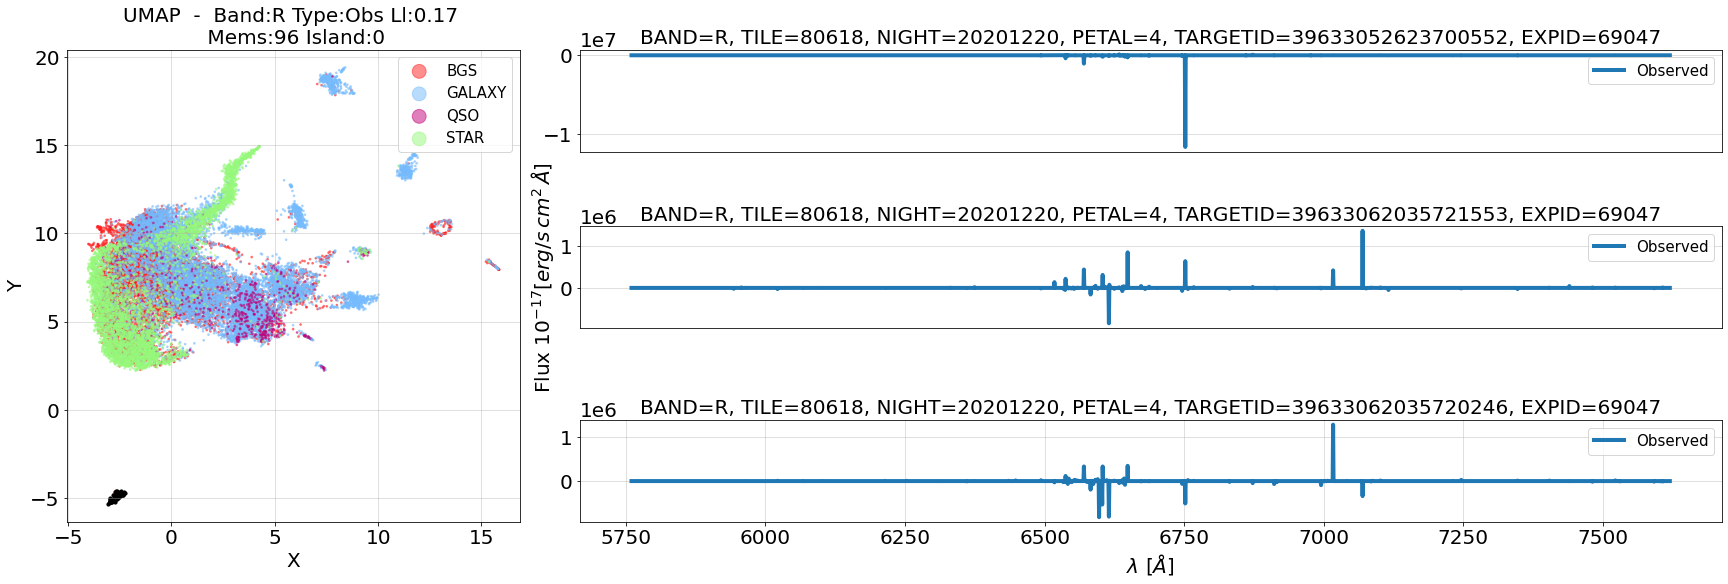 UMAP - Band:R Type:Obs Ll:0.17
Mems:96 Island:0
20
15
10
5
0
−5
Y
−5 0 5 10 15
X
BGS
GALAXY
QSO
STAR
Flux 10^{-17}[erg/s cm^2 Å]
1e7 BAND=R, TILE=80618, NIGHT=20201220, PETAL=4, TARGETID=39633052623700552, EXPID=69047
0
−1
Observed
1e6 BAND=R, TILE=80618, NIGHT=20201220, PETAL=4, TARGETID=39633062035721553, EXPID=69047
1
0
Observed
1e6 BAND=R, TILE=80618, NIGHT=20201220, PETAL=4, TARGETID=39633062035720246, EXPID=69047
1
0
Observed
5750 6000 6250 6500 6750 7000 7250 7500
λ [Å]